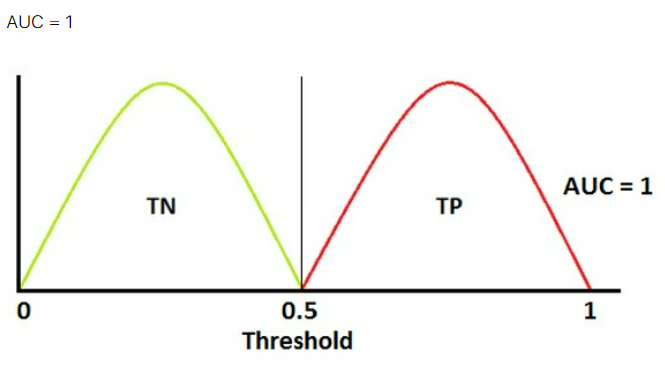 AUC = 1
TN
TP
AUC = 1
0
0.5
1
Threshold